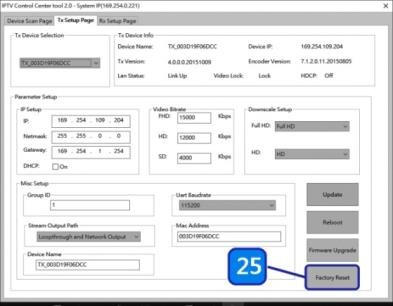 IPTV Control Center tool 2.0 - System IP(169.254.0.221)
Device Scan Page Tx Setup Page Rx Setup Page
Tx Device Selection
TX_003D19F06DCC
Tx Device Info
Device Name: TX_003D19F06DCC Device IP: 169.254.109.204
Tx Version: 4.0.0.0.20151009 Encoder Version: 7.1.2.0.11.20150805
Lan Status: Link Up Video Lock: Lock HDCP: Off
Parameter Setup
IP Setup
IP: 169 . 254 . 109 . 204
Netmask: 255 . 255 . 0 . 0
Gateway: 169 . 254 . 1 . 254
DHCP: On
Video Bitrate
FHD: 15000 Kbps
HD: 12000 Kbps
SD: 4000 Kbps
Downscale Setup
Full HD: Full HD
HD: HD
Misc Setup
Group ID
1
Uart Baudrate
115200
Stream Output Path
Loopthrough and Network Output
Mac Address
003D19F06DCC
Device Name
TX_003D19F06DCC
Update
Reboot
Firmware Upgrade
25
Factory Reset